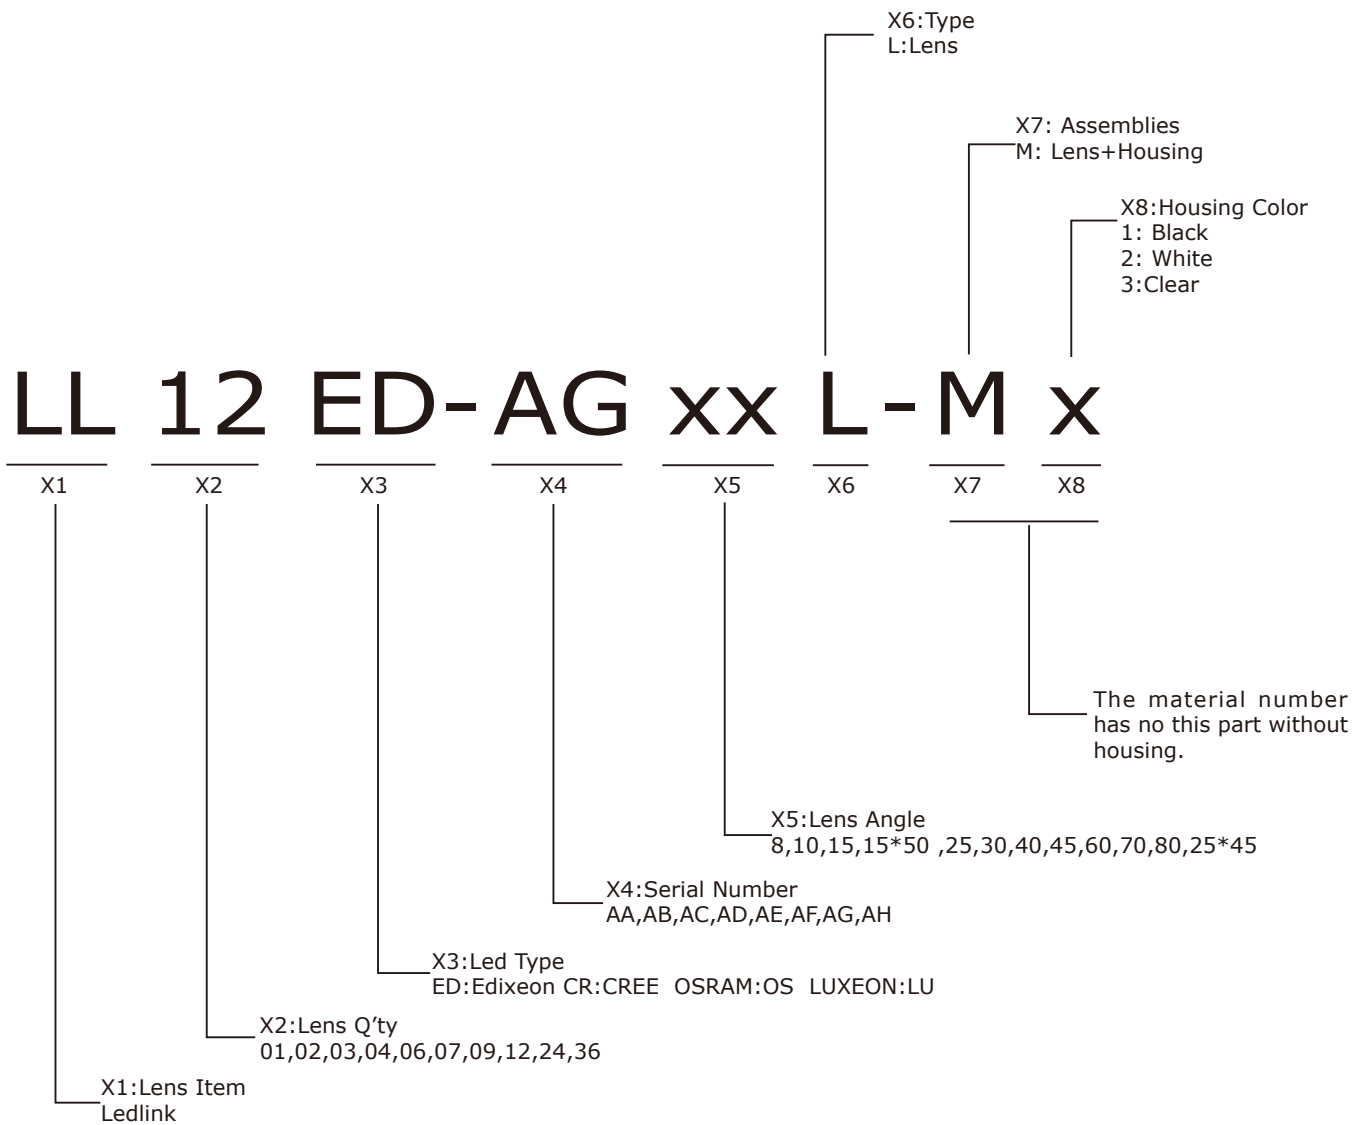 X6:Type
L:Lens
X7: Assemblies
M: Lens+Housing
X8:Housing Color
1: Black
2: White
3:Clear
LL 12 ED-AG xx L-M x
X1 X2 X3 X4 X5 X6 X7 X8
The material number
has no this part without
housing.
X5:Lens Angle
8,10,15,15*50 ,25,30,40,45,60,70,80,25*45
X4:Serial Number
AA,AB,AC,AD,AE,AF,AG,AH
X3:Led Type
ED:Edixeon CR:CREE OSRAM:OS LUXEON:LU
X2:Lens Q’ty
01,02,03,04,06,07,09,12,24,36
X1:Lens Item
Ledlink